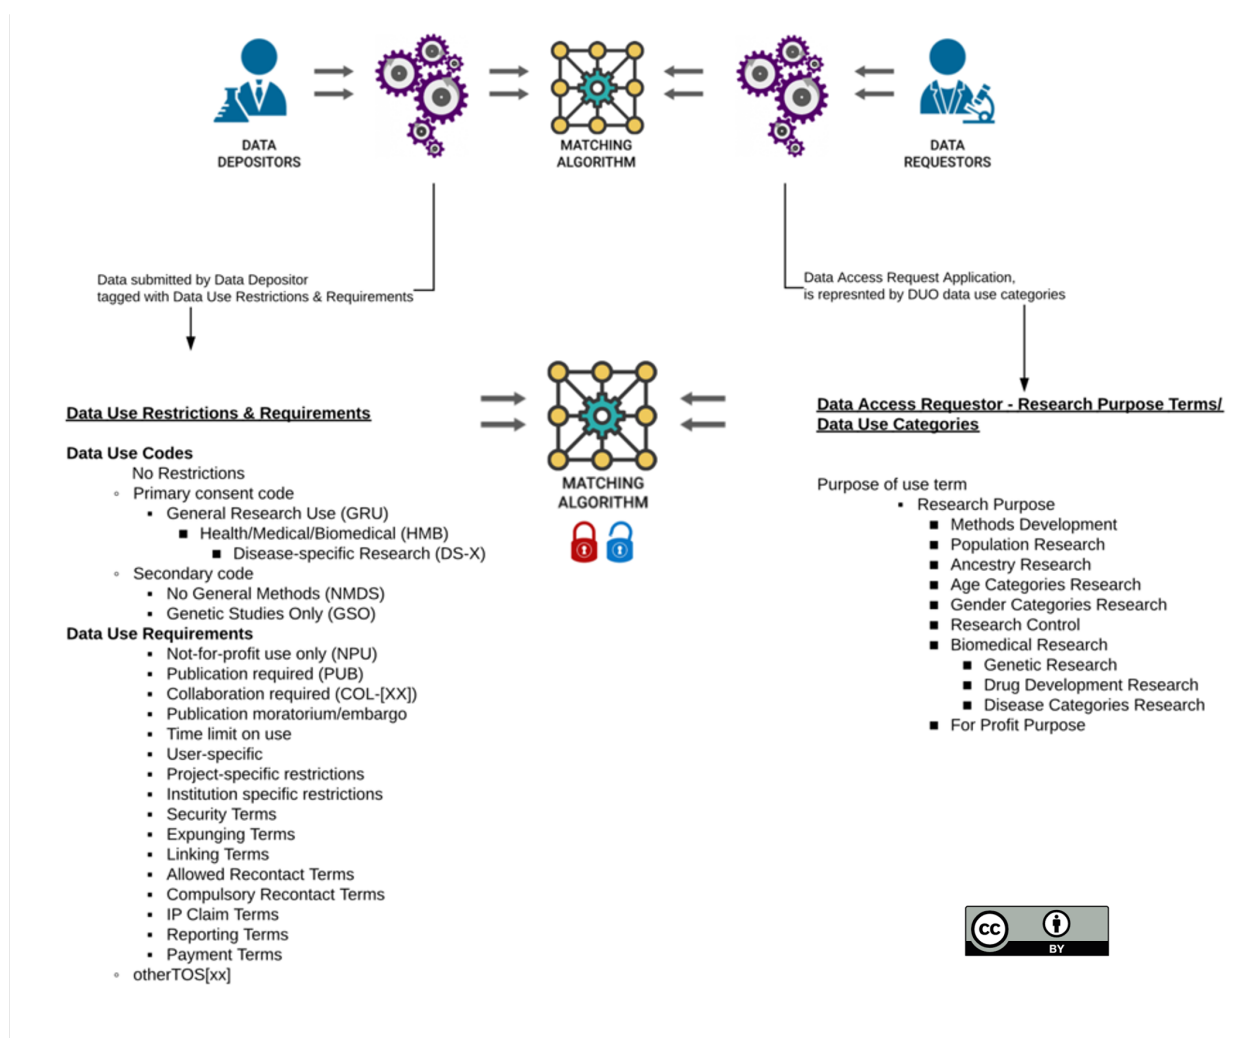 DATA
DEPOSITORS
MATCHING
ALGORITHM
DATA
REQUESTORS
Data submitted by Data Depositor
tagged with Data Use Restrictions & Requirements
Data Access Request Application,
is represnted by DUO data use categories
Data Use Restrictions & Requirements
Data Use Codes
No Restrictions
Primary consent code
General Research Use (GRU)
Health/Medical/Biomedical (HMB)
Disease-specific Research (DS-X)
Secondary code
No General Methods (NMDS)
Genetic Studies Only (GSO)
Data Use Requirements
Not-for-profit use only (NPU)
Publication required (PUB)
Collaboration required (COL-[XX])
Publication moratorium/embargo
Time limit on use
User-specific
Project-specific restrictions
Institution specific restrictions
Security Terms
Expunging Terms
Linking Terms
Allowed Recontact Terms
Compulsory Recontact Terms
IP Claim Terms
Reporting Terms
Payment Terms
otherTOS[xx]
MATCHING
ALGORITHM
Data Access Requestor - Research Purpose Terms/
Data Use Categories
Purpose of use term
Research Purpose
Methods Development
Population Research
Ancestry Research
Age Categories Research
Gender Categories Research
Research Control
Biomedical Research
Genetic Research
Drug Development Research
Disease Categories Research
For Profit Purpose
CC
BY